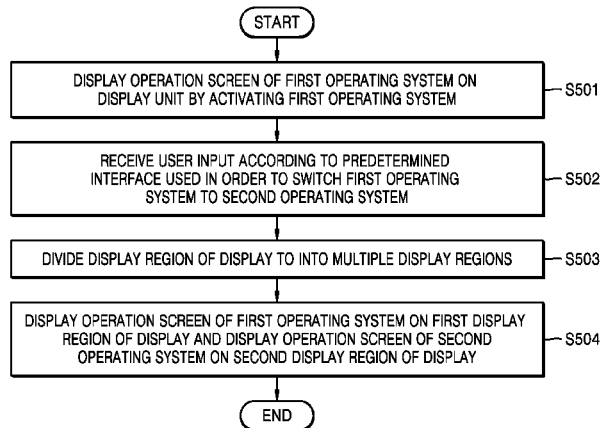 START
DISPLAY OPERATION SCREEN OF FIRST OPERATING SYSTEM ON
DISPLAY UNIT BY ACTIVATING FIRST OPERATING SYSTEM
S501
RECEIVE USER INPUT ACCORDING TO PREDETERMINED
INTERFACE USED IN ORDER TO SWITCH FIRST OPERATING
SYSTEM TO SECOND OPERATING SYSTEM
S502
DIVIDE DISPLAY REGION OF DISPLAY TO INTO MULTIPLE DISPLAY REGIONS
S503
DISPLAY OPERATION SCREEN OF FIRST OPERATING SYSTEM ON FIRST DISPLAY
REGION OF DISPLAY AND DISPLAY OPERATION SCREEN OF SECOND
OPERATING SYSTEM ON SECOND DISPLAY REGION OF DISPLAY
S504
END